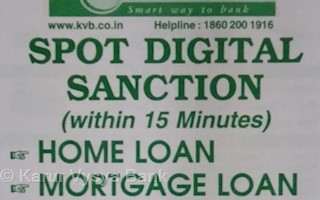 Smart way to bank
www.kvb.co.in Helpline : 1860 200 1916
SPOT DIGITAL
SANCTION
(within 15 Minutes)
☞ HOME LOAN
☞ MORTGAGE LOAN
© Karur Vysya Bank